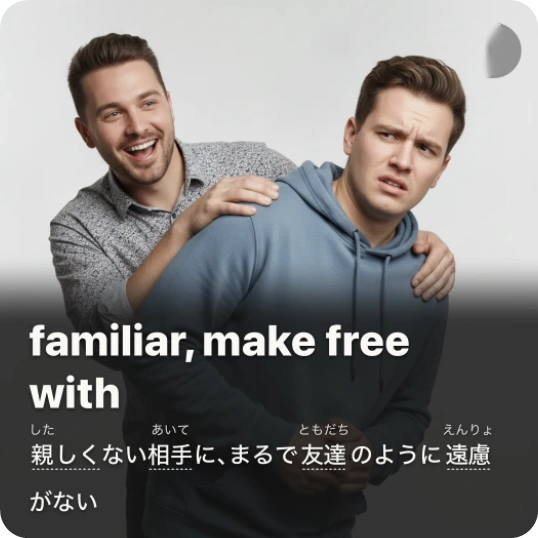 familiar, make free
with
した あいて ともだち えんりょ
親しくない相手に、まるで友達のように遠慮
がない